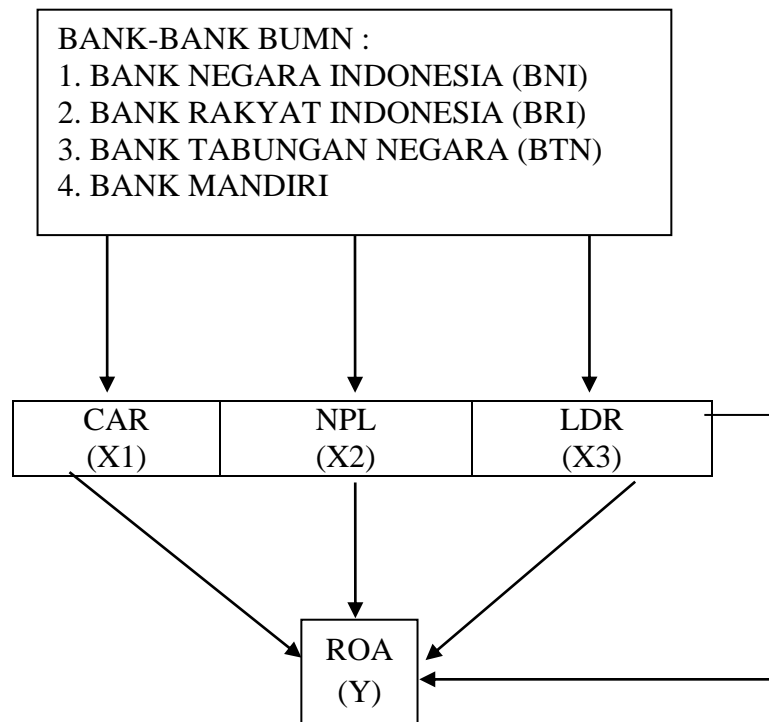 BANK-BANK BUMN :
1. BANK NEGARA INDONESIA (BNI)
2. BANK RAKYAT INDONESIA (BRI)
3. BANK TABUNGAN NEGARA (BTN)
4. BANK MANDIRI
CAR NPL LDR
(X1) (X2) (X3)
ROA
(Y)